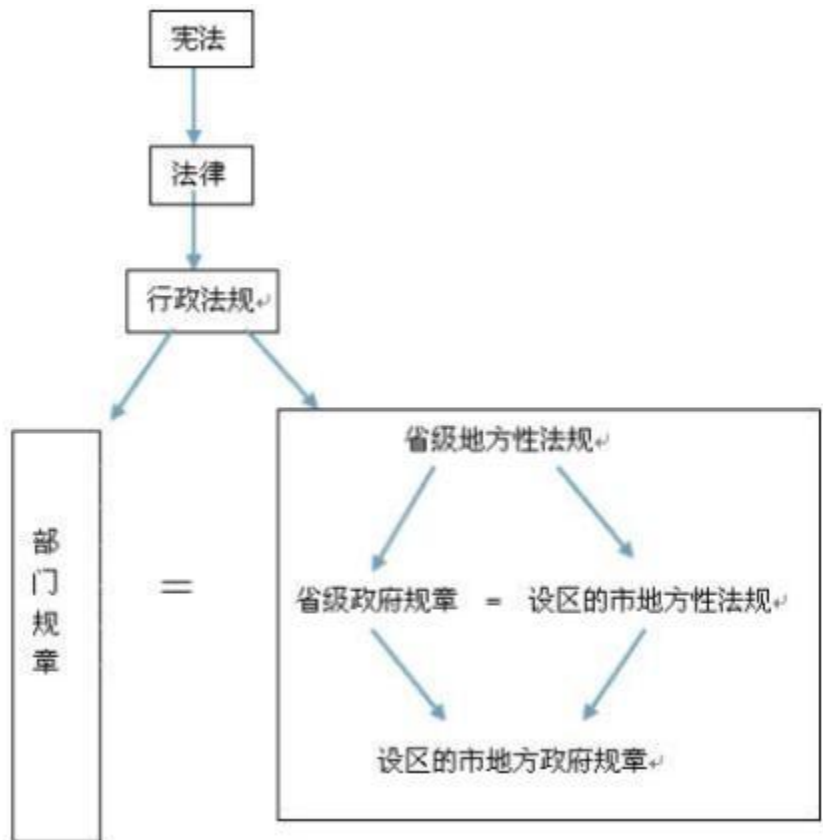 宪法
法律
行政法规
省级地方性法规
部门规章
=
省级政府规章 = 设区的市地方性法规
设区的市地方政府规章